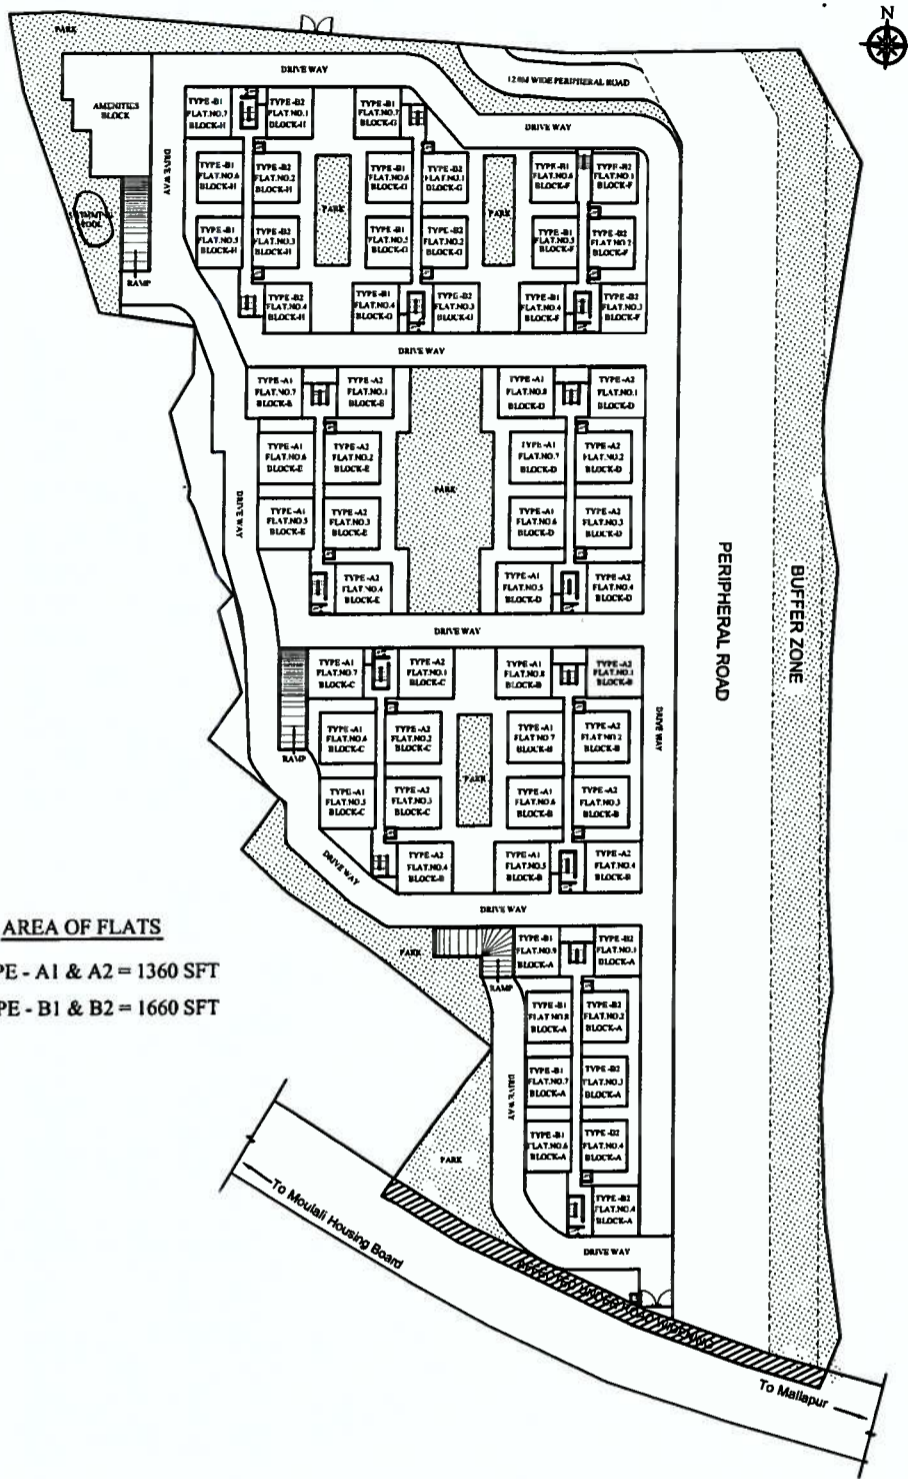 N
PARK
DRIVE WAY
12.0M WIDE PERIPHERAL ROAD
AMENITIES
BLOCK
DRIVE WAY
DRIVE WAY
TYPE -B1
FLAT.NO.7
BLOCK-H
TYPE -B2
FLAT.NO.1
BLOCK-H
TYPE -B1
FLAT.NO.7
BLOCK-G
TYPE -B1
FLAT.NO.6
BLOCK-H
TYPE -B2
FLAT.NO.2
BLOCK-H
PARK
TYPE -B1
FLAT.NO.6
BLOCK-G
TYPE -B2
FLAT.NO.1
BLOCK-G
PARK
TYPE -B1
FLAT.NO.6
BLOCK-F
TYPE -B2
FLAT.NO.1
BLOCK-F
TYPE -B1
FLAT.NO.5
BLOCK-H
TYPE -B2
FLAT.NO.3
BLOCK-H
TYPE -B1
FLAT.NO.5
BLOCK-G
TYPE -B2
FLAT.NO.2
BLOCK-G
TYPE -B1
FLAT.NO.5
BLOCK-F
TYPE -B2
FLAT.NO.2
BLOCK-F
POOL
RAMP
TYPE -B2
FLAT.NO.4
BLOCK-H
TYPE -B1
FLAT.NO.4
BLOCK-G
TYPE -B2
FLAT.NO.3
BLOCK-G
TYPE -B1
FLAT.NO.4
BLOCK-F
TYPE -B2
FLAT.NO.3
BLOCK-F
DRIVE WAY
TYPE -A1
FLAT.NO.7
TYPE -A2
FLAT.NO.1
BLOCK-E
TYPE -A1
FLAT.NO.8
BLOCK-D
TYPE -A2
FLAT.NO.1
BLOCK-D
TYPE -A1
FLAT.NO.6
BLOCK-E
TYPE -A2
FLAT.NO.2
BLOCK-E
TYPE -A1
FLAT.NO.7
BLOCK-D
TYPE -A2
FLAT.NO.2
BLOCK-D
PARK
DRIVE WAY
TYPE -A1
FLAT.NO.5
BLOCK-E
TYPE -A2
FLAT.NO.3
BLOCK-E
TYPE -A1
FLAT.NO.6
BLOCK-D
TYPE -A2
FLAT.NO.3
BLOCK-D
TYPE -A2
FLAT.NO.4
BLOCK-E
TYPE -A1
FLAT.NO.5
BLOCK-D
TYPE -A2
FLAT.NO.4
BLOCK-D
PERIPHERAL ROAD
BUFFER ZONE
DRIVE WAY
TYPE -A1
FLAT.NO.7
BLOCK-C
TYPE -A2
FLAT.NO.1
BLOCK-C
TYPE -A1
FLAT.NO.8
BLOCK-B
TYPE -A2
FLAT.NO.1
BLOCK-B
TYPE -A1
FLAT.NO.6
BLOCK-C
TYPE -A2
FLAT.NO.2
BLOCK-C
TYPE -A1
FLAT.NO.7
BLOCK-B
TYPE -A2
FLAT.NO.2
BLOCK-B
DRIVE WAY
RAMP
PARK
TYPE -A1
FLAT.NO.5
BLOCK-C
TYPE -A2
FLAT.NO.3
BLOCK-C
TYPE -A1
FLAT.NO.6
BLOCK-B
TYPE -A2
FLAT.NO.3
BLOCK-B
DRIVE WAY
TYPE -A2
FLAT.NO.4
BLOCK-B
TYPE -A1
FLAT.NO.5
BLOCK-B
TYPE -A2
FLAT.NO.4
BLOCK-B
DRIVE WAY
AREA OF FLATS
PE - A1 & A2 = 1360 SFT
PE - B1 & B2 = 1660 SFT
PARK
RAMP
TYPE -B1
FLAT.NO.9
BLOCK-A
TYPE -B2
FLAT.NO.1
BLOCK-A
TYPE -B1
FLAT.NO.8
BLOCK-A
TYPE -B2
FLAT.NO.2
BLOCK-A
DRIVE WAY
TYPE -B1
FLAT.NO.7
BLOCK-A
TYPE -B2
FLAT.NO.3
BLOCK-A
TYPE -B1
FLAT.NO.6
BLOCK-A
TYPE -B2
FLAT.NO.4
BLOCK-A
PARK
TYPE -B2
FLAT.NO.4
BLOCK-A
DRIVE WAY
To Moulali Housing Board
To Mallapur